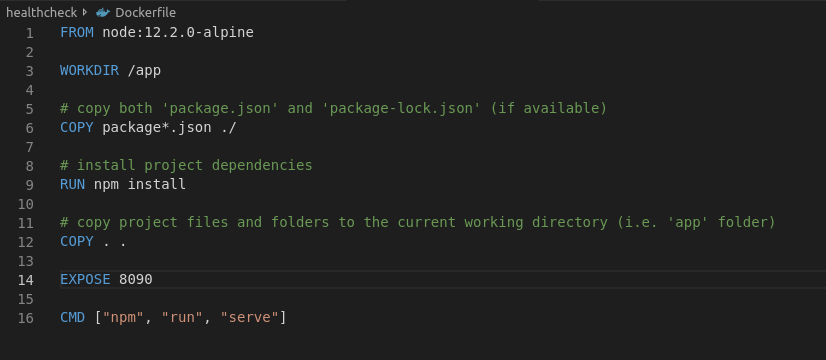 healthcheck Dockerfile
1 FROM node:12.2.0-alpine
2
3 WORKDIR /app
4
5 # copy both 'package.json' and 'package-lock.json' (if available)
6 COPY package*.json ./
7
8 # install project dependencies
9 RUN npm install
10
11 # copy project files and folders to the current working directory (i.e. 'app' folder)
12 COPY . .
13
14 EXPOSE 8090
15
16 CMD ["npm", "run", "serve"]